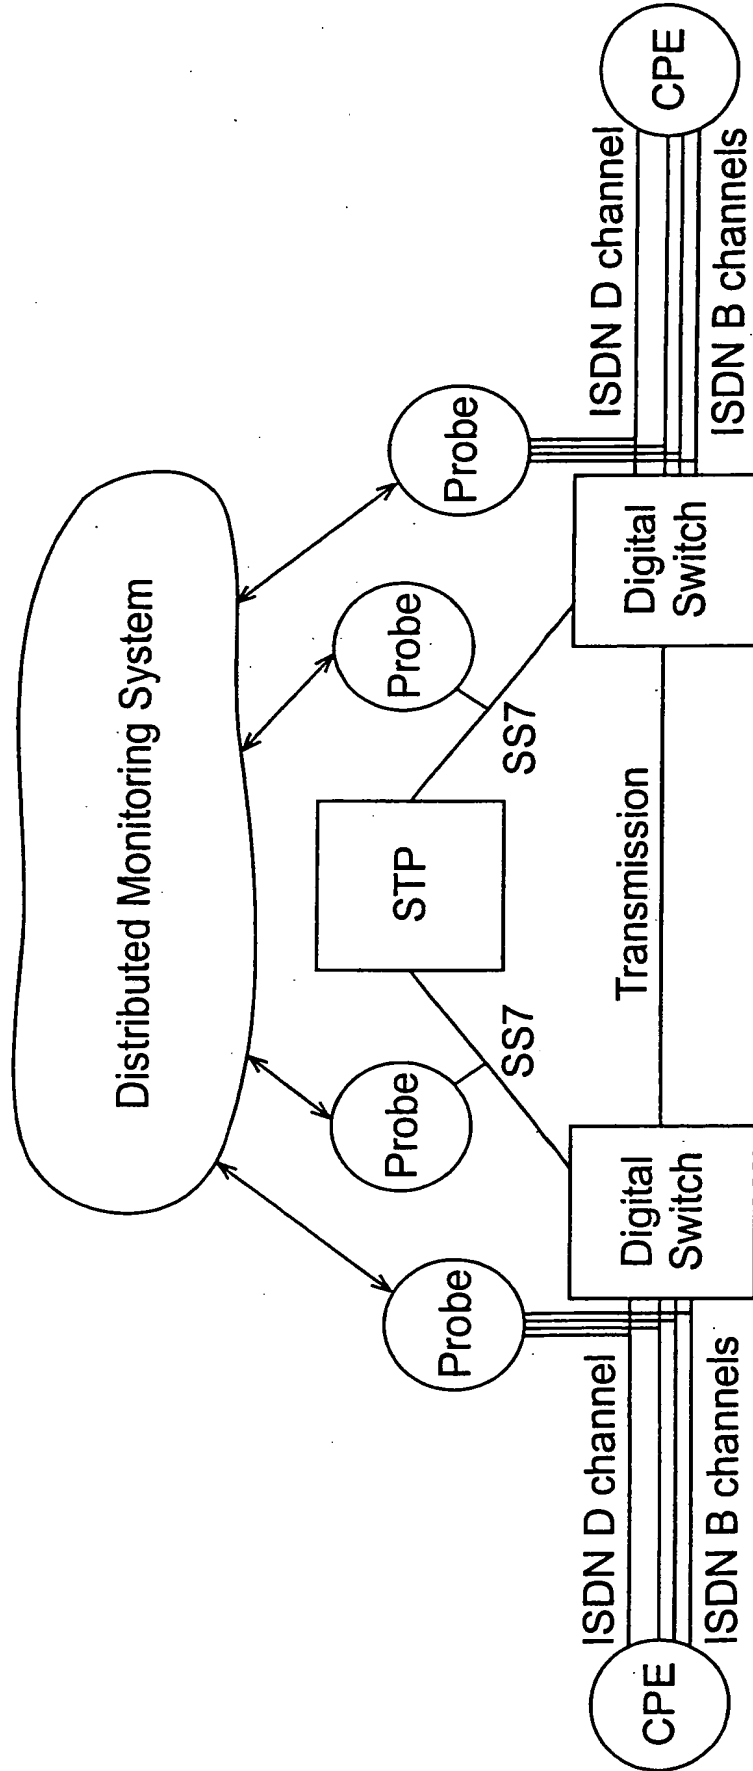 Distributed Monitoring System
Probe
Probe
Probe
Probe
STP
SS7
SS7
Transmission
Digital
Switch
Digital
Switch
ISDN D channel
ISDN B channels
ISDN D channel
ISDN B channels
CPE
CPE